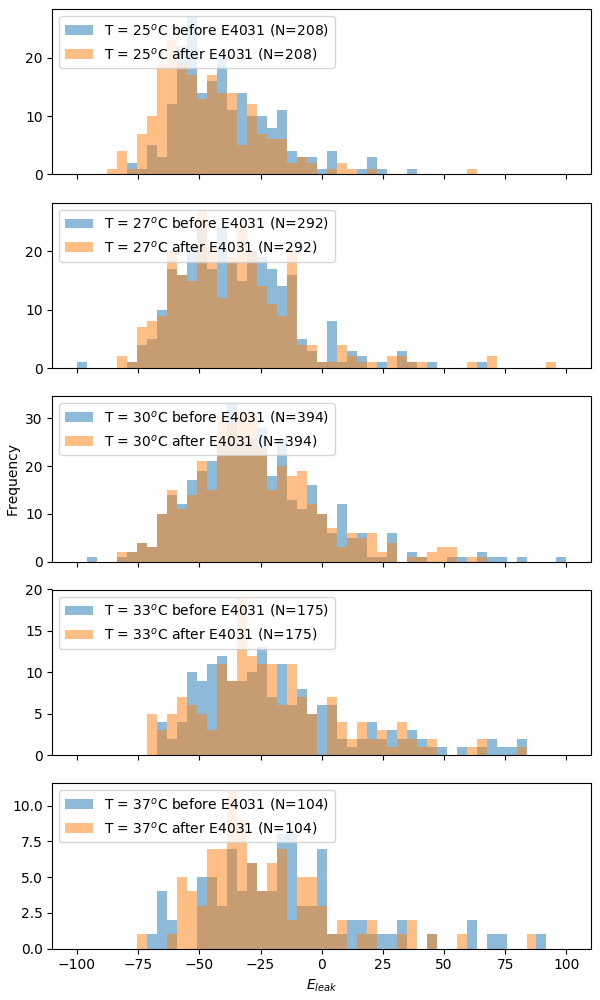 T = 25°C before E4031 (N=208)
T = 25°C after E4031 (N=208)
20
10
0
T = 27°C before E4031 (N=292)
T = 27°C after E4031 (N=292)
20
10
0
T = 30°C before E4031 (N=394)
T = 30°C after E4031 (N=394)
30
20
10
0
Frequency
T = 33°C before E4031 (N=175)
T = 33°C after E4031 (N=175)
20
15
10
5
0
T = 37°C before E4031 (N=104)
T = 37°C after E4031 (N=104)
10.0
7.5
5.0
2.5
0.0
−100 −75 −50 −25 0 25 50 75 100
E_leak